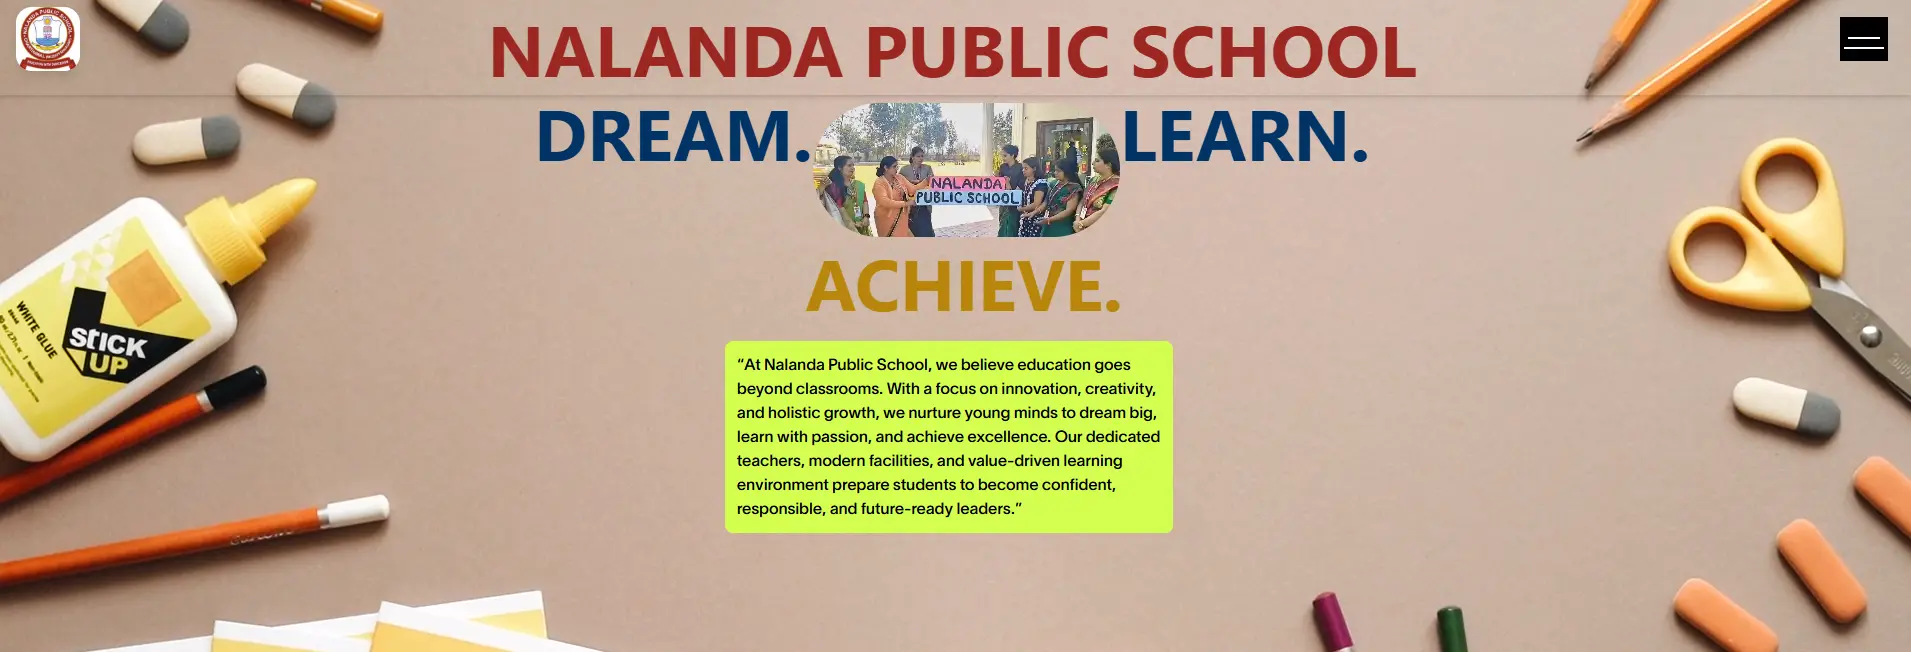 NALANDA PUBLIC SCHOOL
NALANDA PUBLIC SCHOOL
DREAM.
NALANDA
PUBLIC SCHOOL
LEARN.
ACHIEVE.
“At Nalanda Public School, we believe education goes
beyond classrooms. With a focus on innovation, creativity,
and holistic growth, we nurture young minds to dream big,
learn with passion, and achieve excellence. Our dedicated
teachers, modern facilities, and value-driven learning
environment prepare students to become confident,
responsible, and future-ready leaders.”
WHITE GLUE
STICK
UP